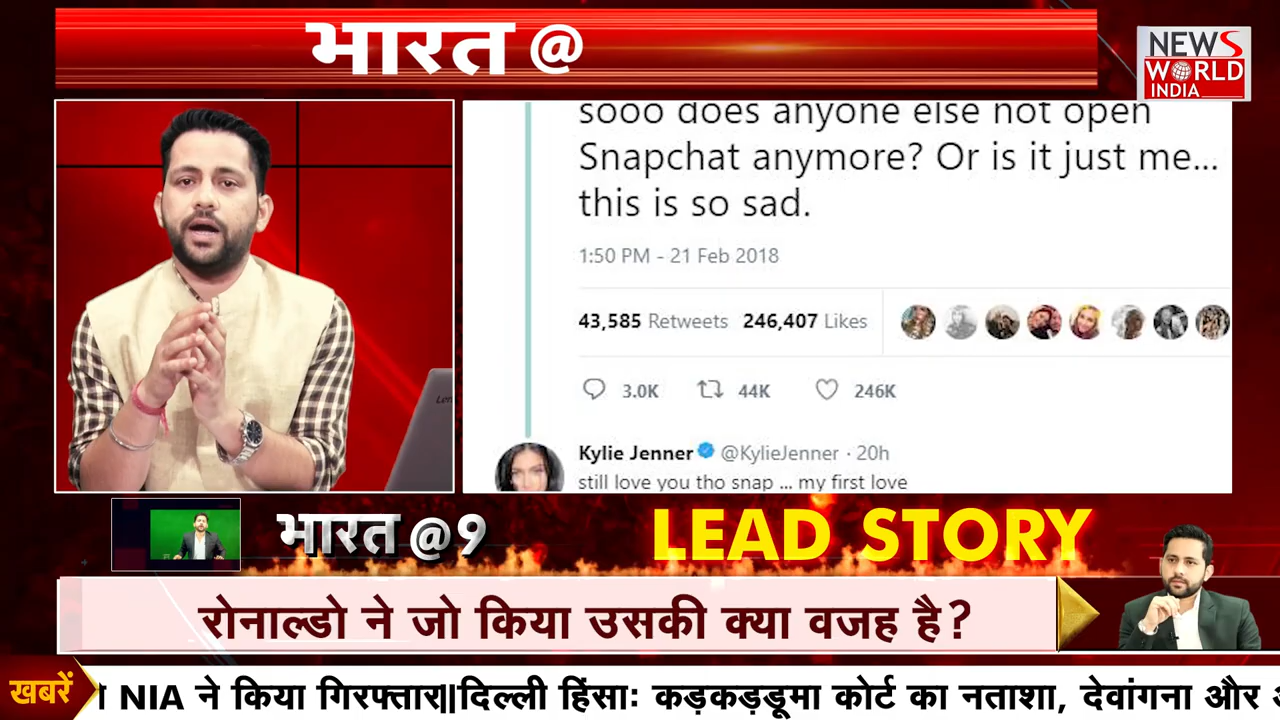 भारत @
NEWS
WORLD
INDIA
sooo does anyone else not open
Snapchat anymore? Or is it just me...
this is so sad.
1:50 PM - 21 Feb 2018
43,585 Retweets 246,407 Likes
3.0K 44K 246K
Kylie Jenner @KylieJenner · 20h
still love you tho snap ... my first love
भारत @9
LEAD STORY
रोनाल्डो ने जो किया उसकी क्या वजह है?
खबरें
NIA ने किया गिरफ्तार||दिल्ली हिंसाः कड़कड़डूमा कोर्ट का नताशा, देवांगना और